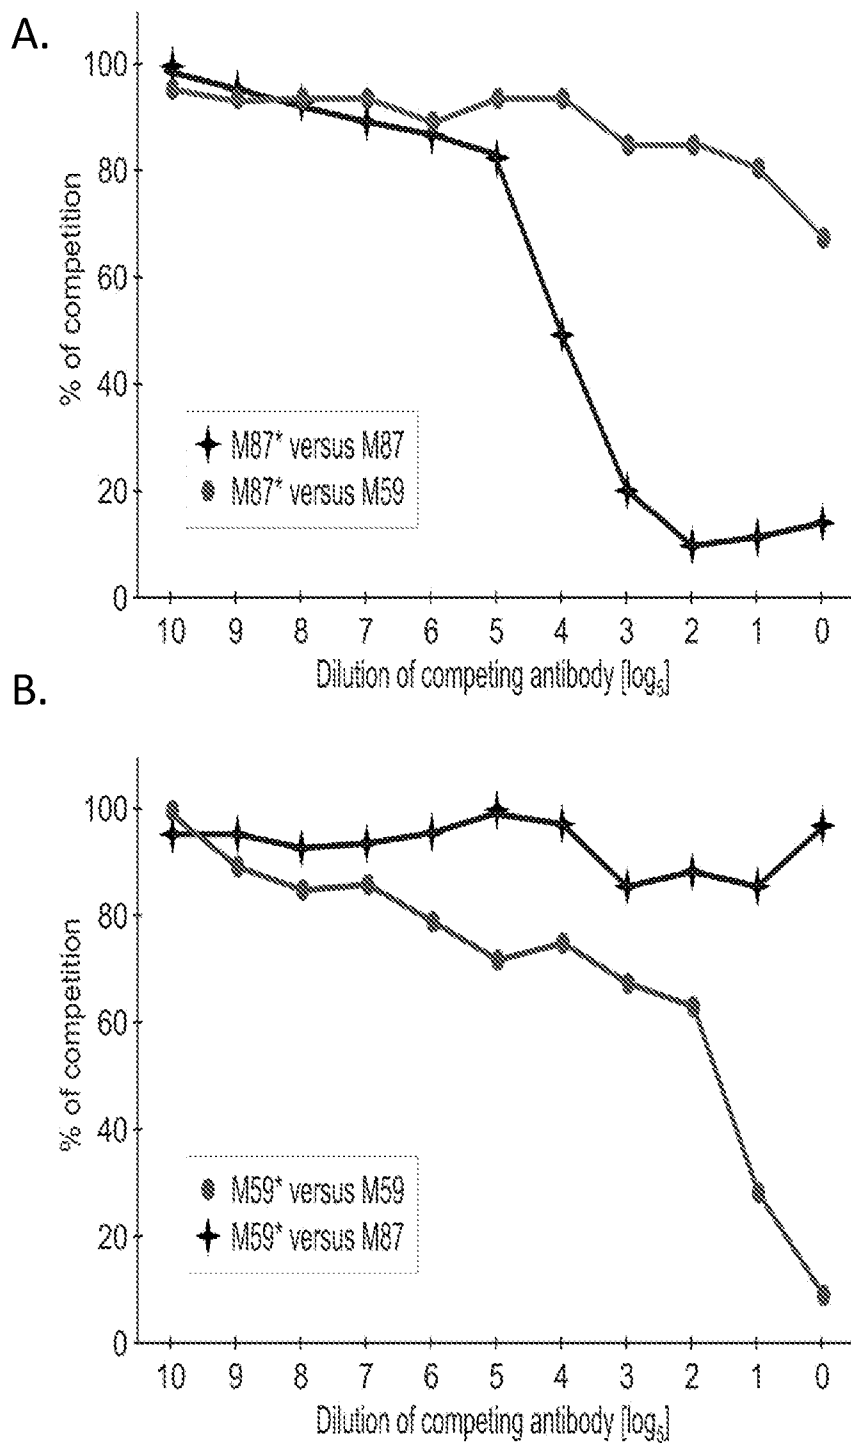 A.
100
80
60
40
20
0
% of competition
M87* versus M87
M87* versus M59
10 9 8 7 6 5 4 3 2 1 0
Dilution of competing antibody [log₅]
B.
100
80
60
40
20
0
% of competition
M59* versus M59
M59* versus M87
10 9 8 7 6 5 4 3 2 1 0
Dilution of competing antibody [log₅]